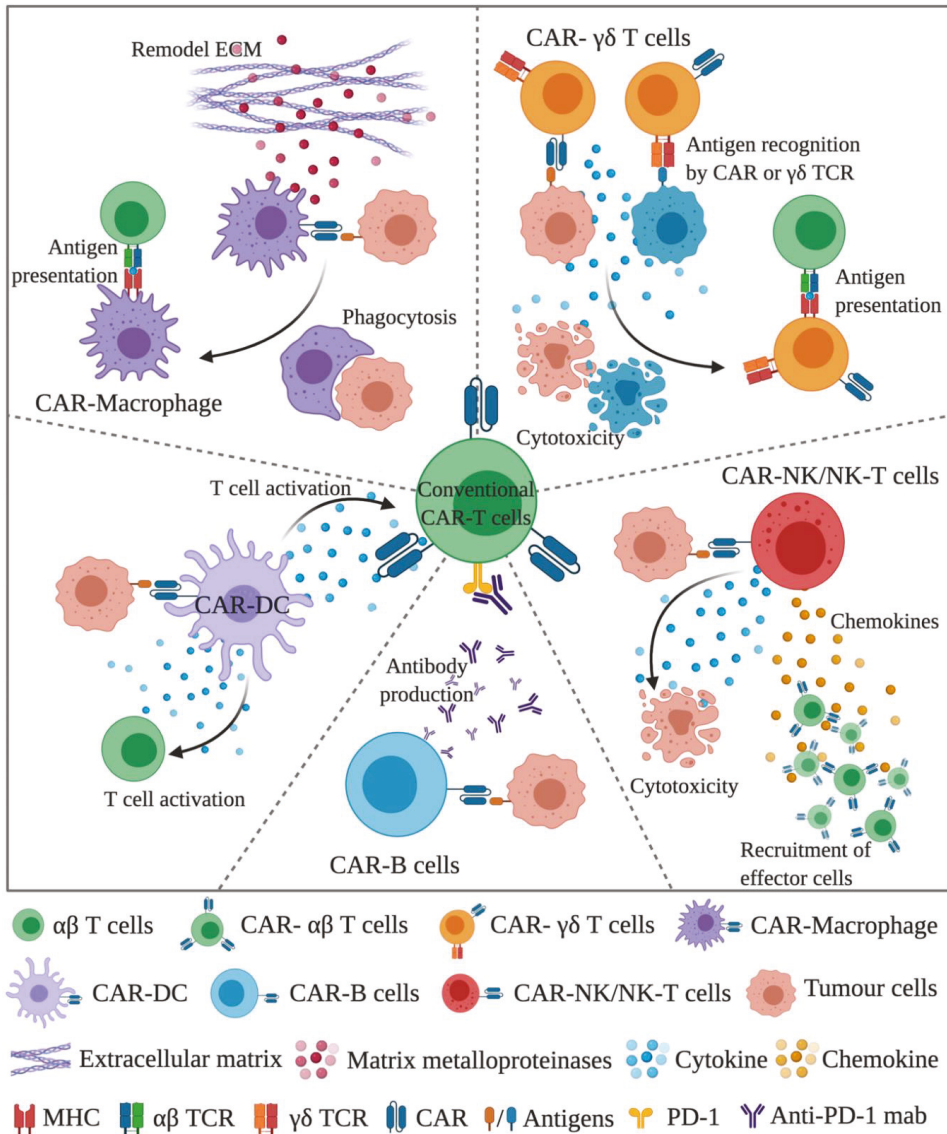 Remodel ECM
Antigen
presentation
Phagocytosis
CAR-Macrophage
CAR- γδ T cells
Antigen recognition
by CAR or γδ TCR
Antigen
presentation
Cytotoxicity
T cell activation
Conventional
CAR-T cells
CAR-DC
T cell activation
Antibody
production
CAR-B cells
CAR-NK/NK-T cells
Chemokines
Cytotoxicity
Recruitment of
effector cells
αβ T cells
CAR- αβ T cells
CAR- γδ T cells
CAR-Macrophage
CAR-DC
CAR-B cells
CAR-NK/NK-T cells
Tumour cells
Extracellular matrix
Matrix metalloproteinases
Cytokine
Chemokine
MHC
αβ TCR
γδ TCR
CAR
/
Antigens
PD-1
Anti-PD-1 mab